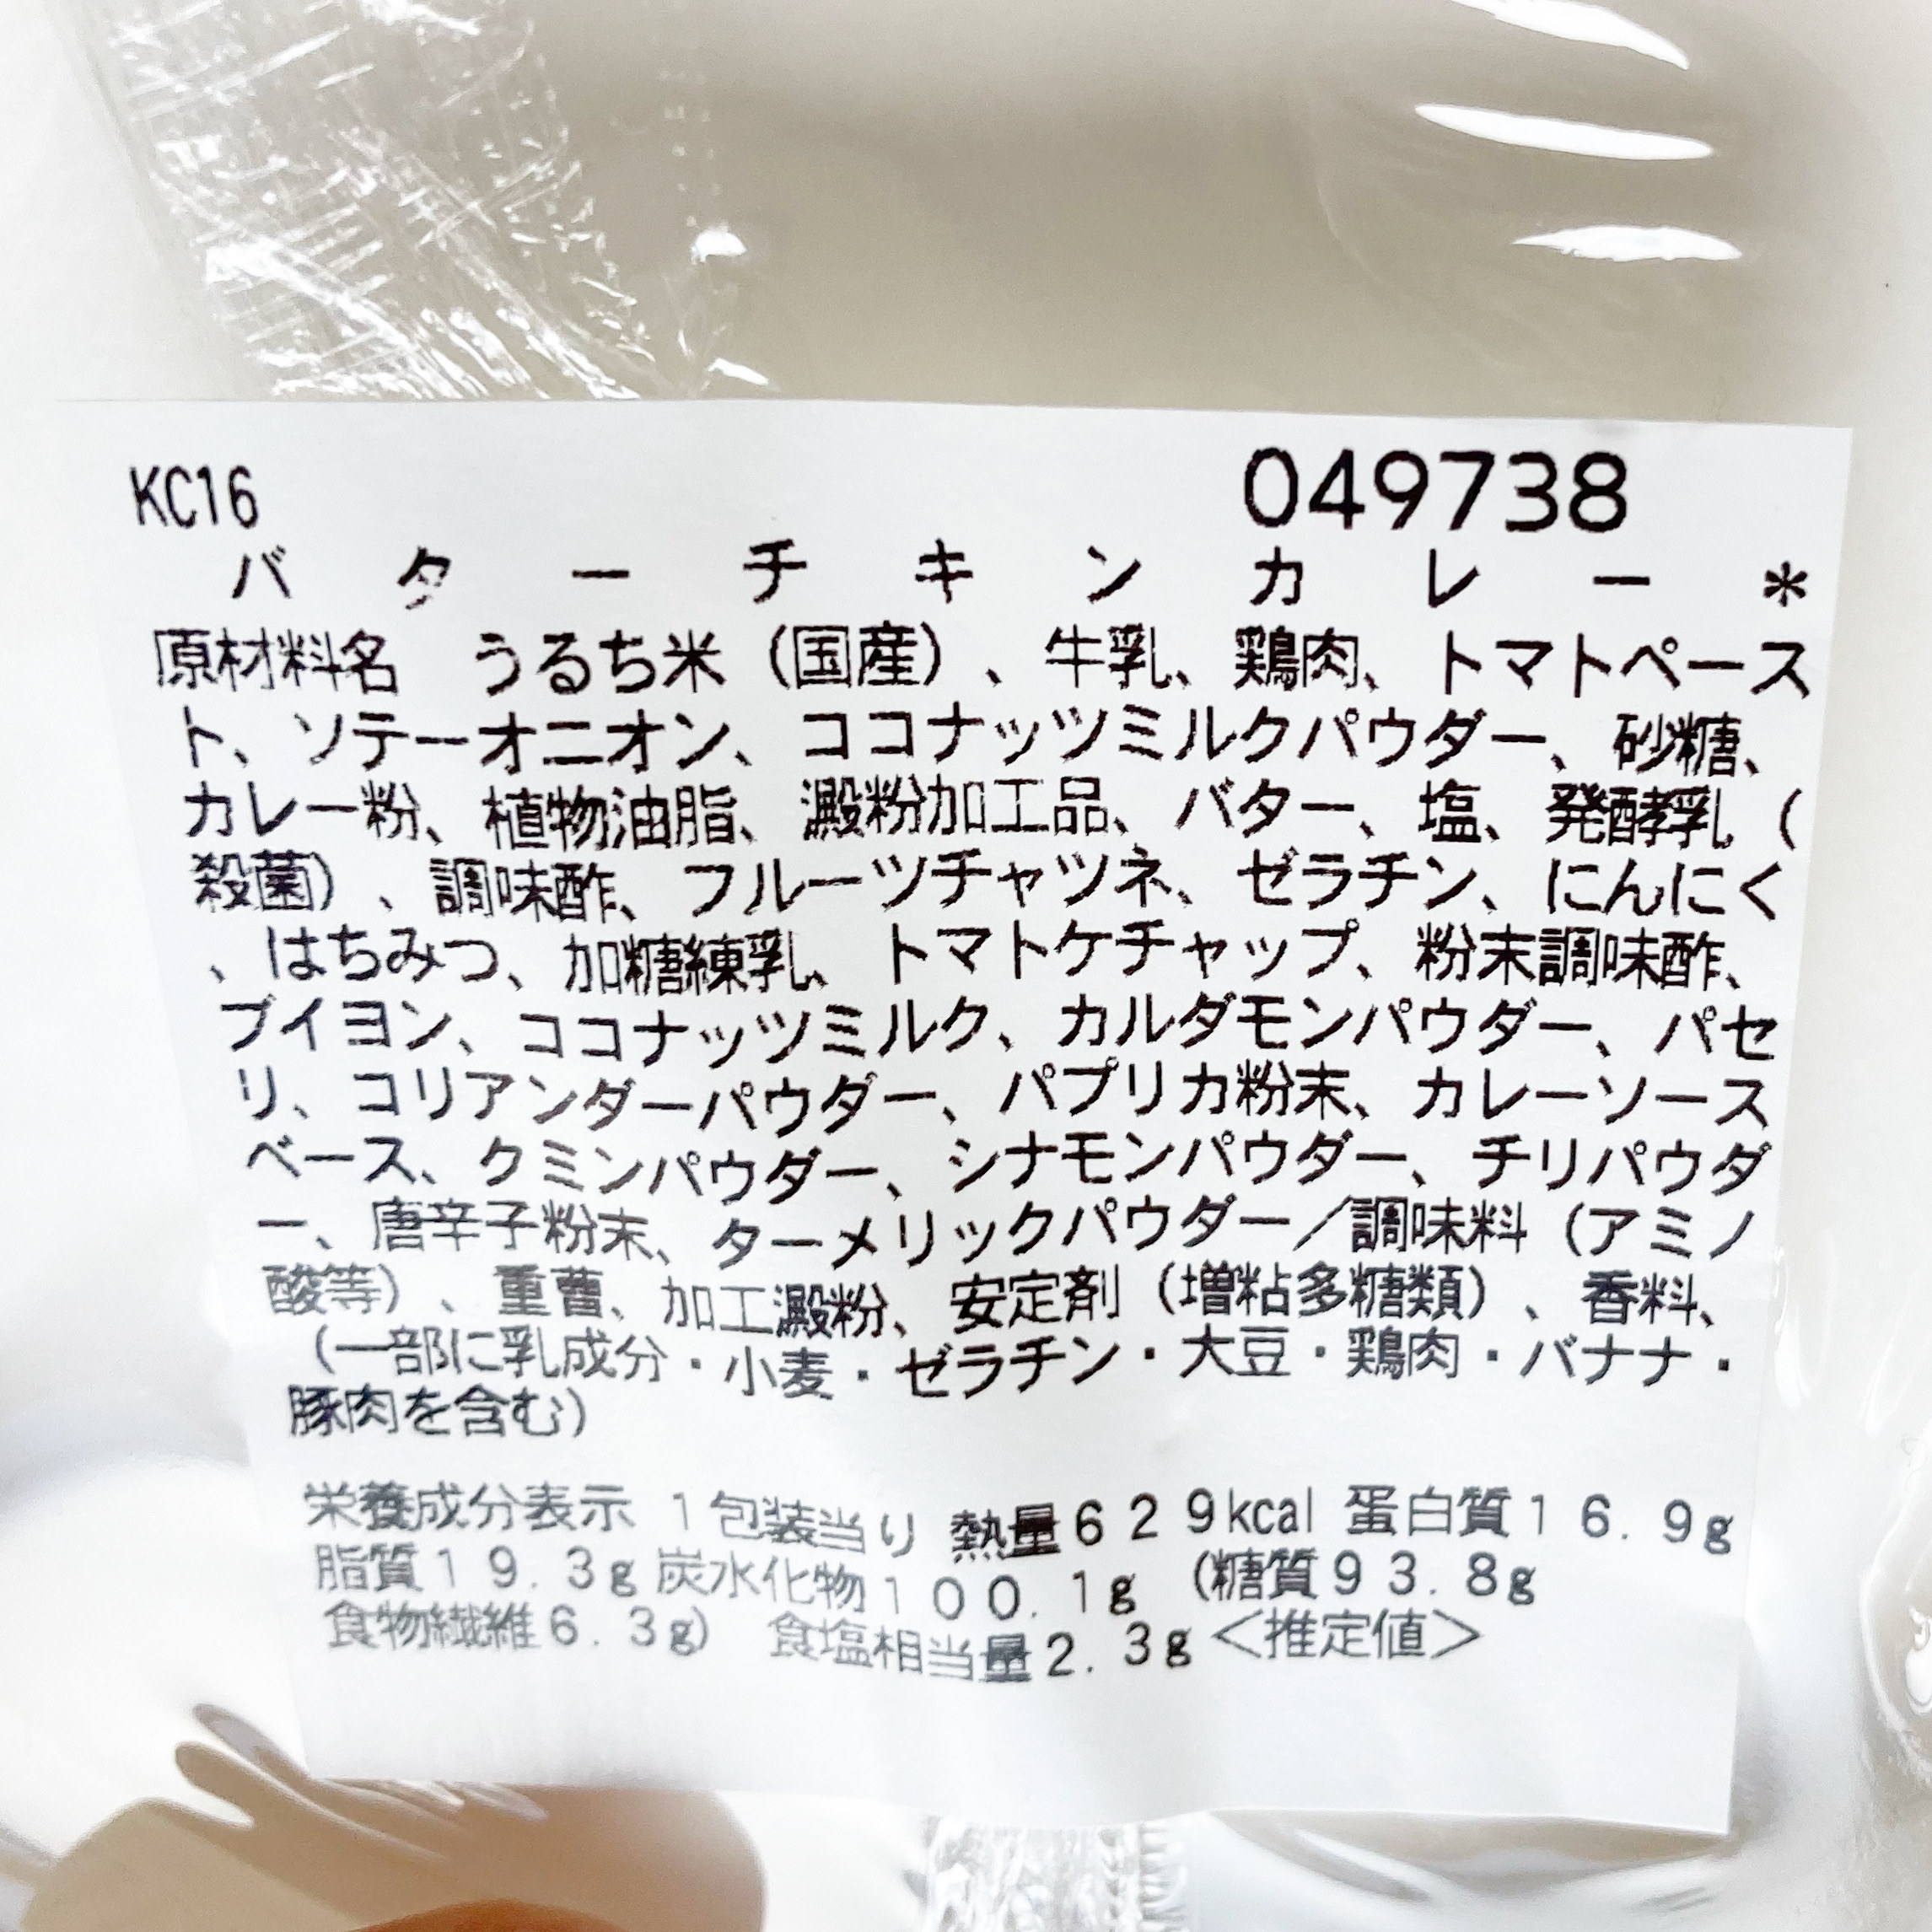 KC16 049738
バターチキンカレー*
原材料名 うるち米（国産）、牛乳、鶏肉、トマトペース
ト、ソテーオニオン、ココナッツミルクパウダー、砂糖、
カレー粉、植物油脂、澱粉加工品、バター、塩、発酵乳（
殺菌）、調味酢、フルーツチャツネ、ゼラチン、にんにく
、はちみつ、加糖練乳、トマトケチャップ、粉末調味酢、
ブイヨン、ココナッツミルク、カルダモンパウダー、パセ
リ、コリアンダーパウダー、パプリカ粉末、カレーソース
ベース、クミンパウダー、シナモンパウダー、チリパウダ
ー、唐辛子粉末、ターメリックパウダー／調味料（アミノ
酸等）、重曹、加工澱粉、安定剤（増粘多糖類）、香料、
（一部に乳成分・小麦・ゼラチン・大豆・鶏肉・バナナ・
豚肉を含む）
栄養成分表示 1包装当り 熱量629kcal 蛋白質16.9g
脂質19.3g 炭水化物100.1g （糖質93.8g
食物繊維6.3g） 食塩相当量2.3g＜推定値＞